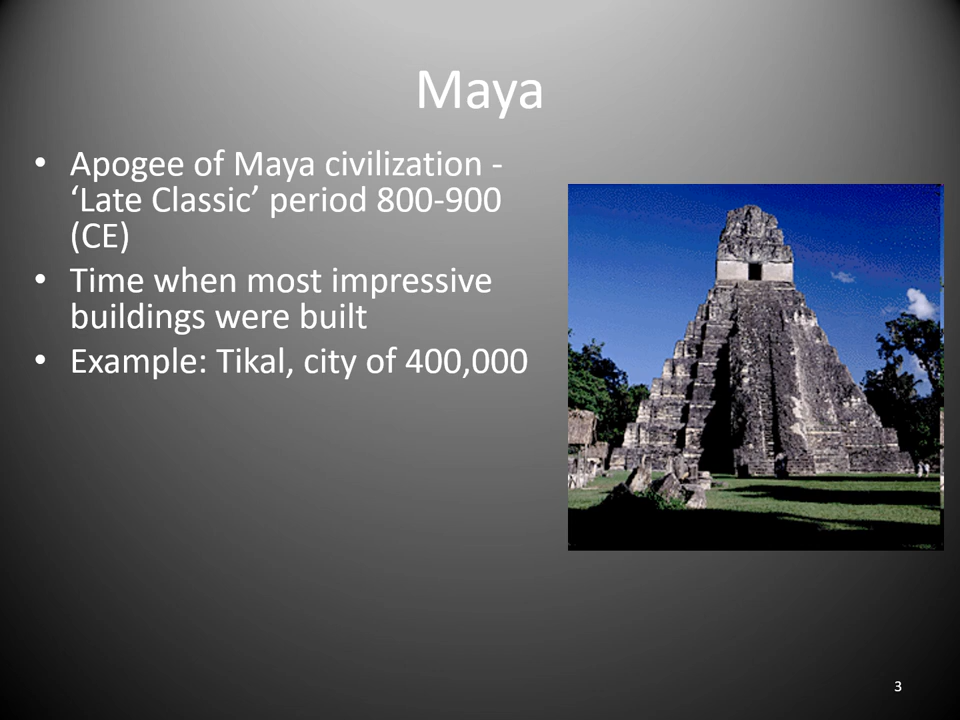 Maya
• Apogee of Maya civilization -
‘Late Classic’ period 800-900
(CE)
• Time when most impressive
buildings were built
• Example: Tikal, city of 400,000
3